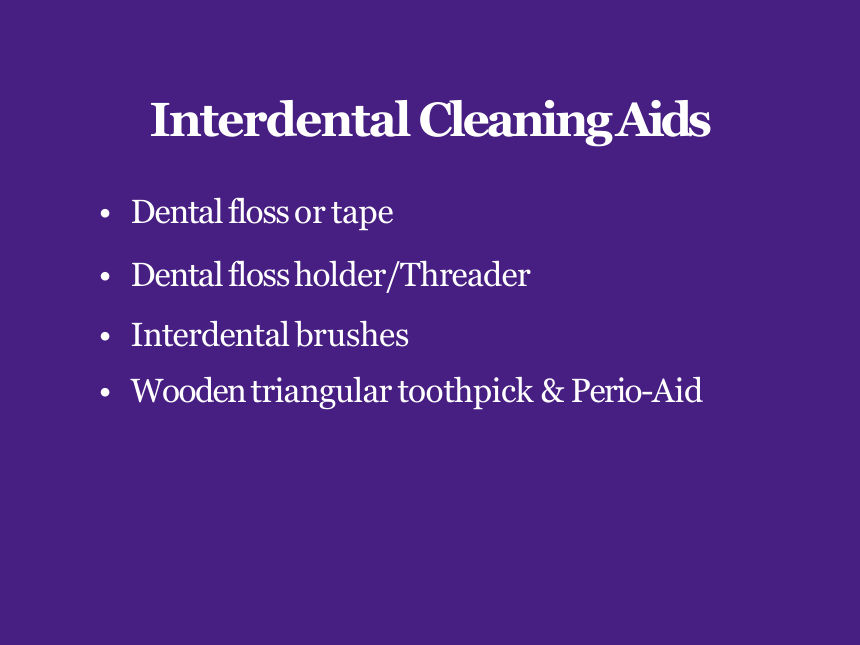 Interdental Cleaning Aids
• Dental floss or tape
• Dental floss holder/Threader
• Interdental brushes
• Wooden triangular toothpick & Perio-Aid